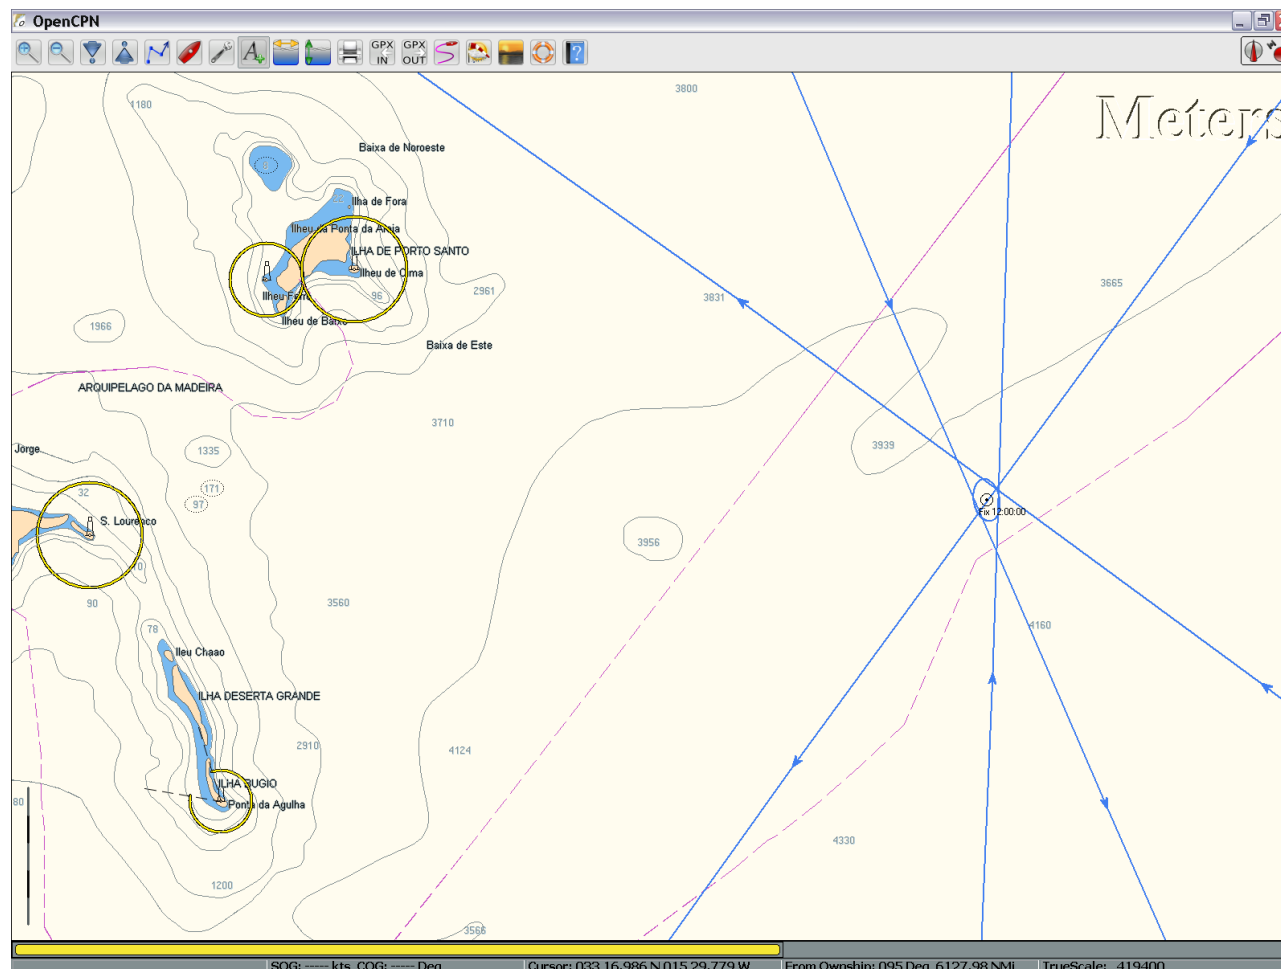 OpenCPN
GPX IN
GPX OUT
Meters
3800
1180
Baixa de Noroeste
Ilha de Fora
Ilheu da Ponta da Areia
ILHA DE PORTO SANTO
Ilheu de Cima
3665
2961
96
3831
Ilheu de Baixo
1966
Baixa de Este
ARQUIPELAGO DA MADEIRA
3710
3939
Jorge
1335
171
32
97
Fix 12:00:00
S. Lourenco
3956
70
90
3560
78
4160
Ileu Chaao
ILHA DESERTA GRANDE
2910
4124
ILHA BUGIO
80
Ponta da Agulha
4330
1200
3566
SOG: ----- kts COG: ----- Deg
Cursor: 033 16.986 N 015 29.779 W
From Ownship: 095 Deg 6127.98 NMi
TrueScale: 419400